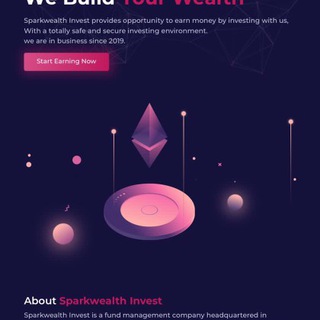 We Build Your Wealth
Sparkwealth Invest provides opportunity to earn money by investing with us,
With a totally safe and secure investing environment.
we are in business since 2019.
Start Earning Now
About Sparkwealth Invest
Sparkwealth Invest is a fund management company headquartered in